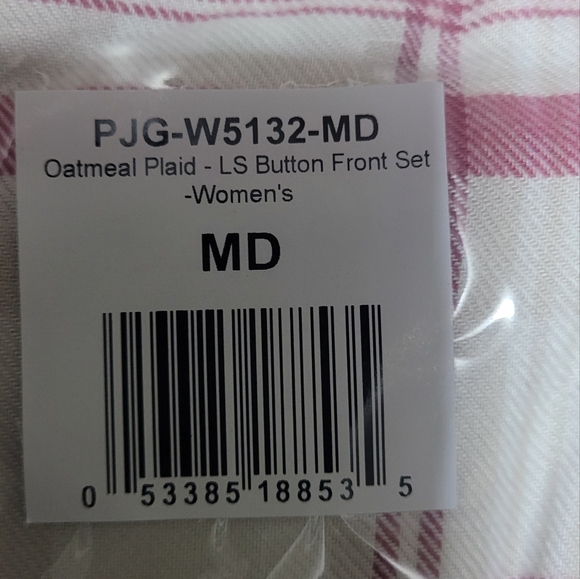 PJG-W5132-MD
Oatmeal Plaid - LS Button Front Set
-Women's
MD
0 53385 18853 5